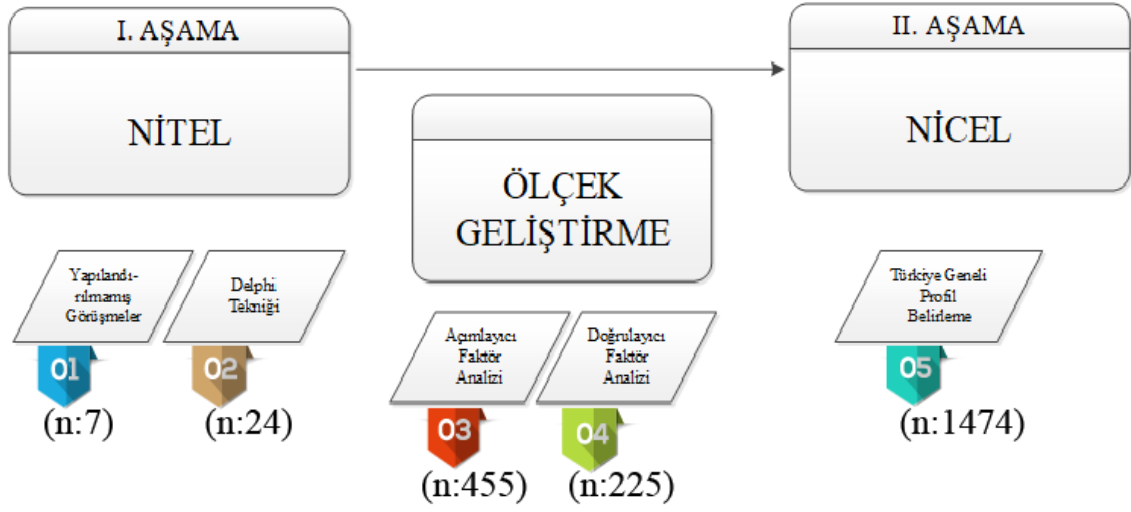 I. AŞAMA
NİTEL
ÖLÇEK
GELİŞTİRME
II. AŞAMA
NİCEL
Yapılandı-
rılmamış
Görüşmeler
01
(n:7)
Delphi
Tekniği
02
(n:24)
Açımlayıcı
Faktör
Analizi
03
(n:455)
Doğrulayıcı
Faktör
Analizi
04
(n:225)
Türkiye Geneli
Profil
Belirleme
05
(n:1474)